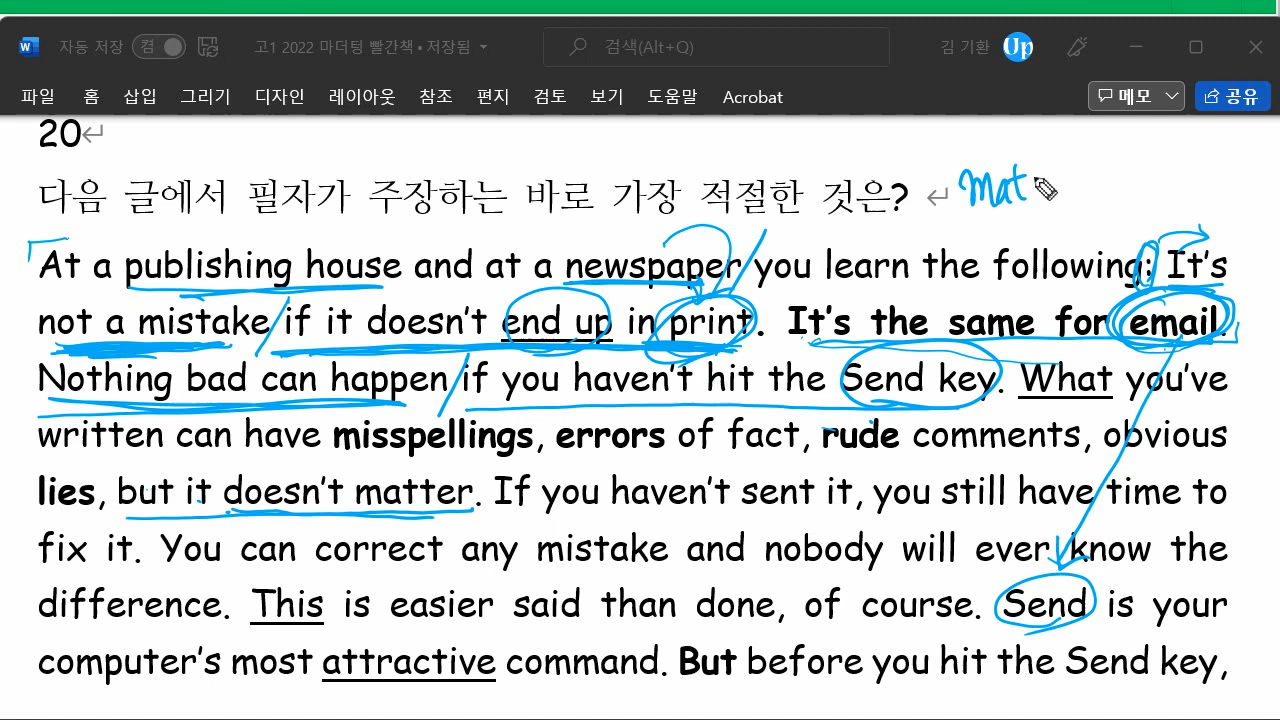 자동 저장 켬 고1 2022 마더텅 빨간책 • 저장됨 검색(Alt+Q) 김 기환 Up
파일 홈 삽입 그리기 디자인 레이아웃 참조 편지 검토 보기 도움말 Acrobat 메모 공유
20
다음 글에서 필자가 주장하는 바로 가장 적절한 것은? mat
At a publishing house and at a newspaper you learn the following: It's
not a mistake if it doesn't end up in print. It's the same for email.
Nothing bad can happen if you haven't hit the Send key. What you've
written can have misspellings, errors of fact, rude comments, obvious
lies, but it doesn't matter. If you haven't sent it, you still have time to
fix it. You can correct any mistake and nobody will ever know the
difference. This is easier said than done, of course. Send is your
computer's most attractive command. But before you hit the Send key,